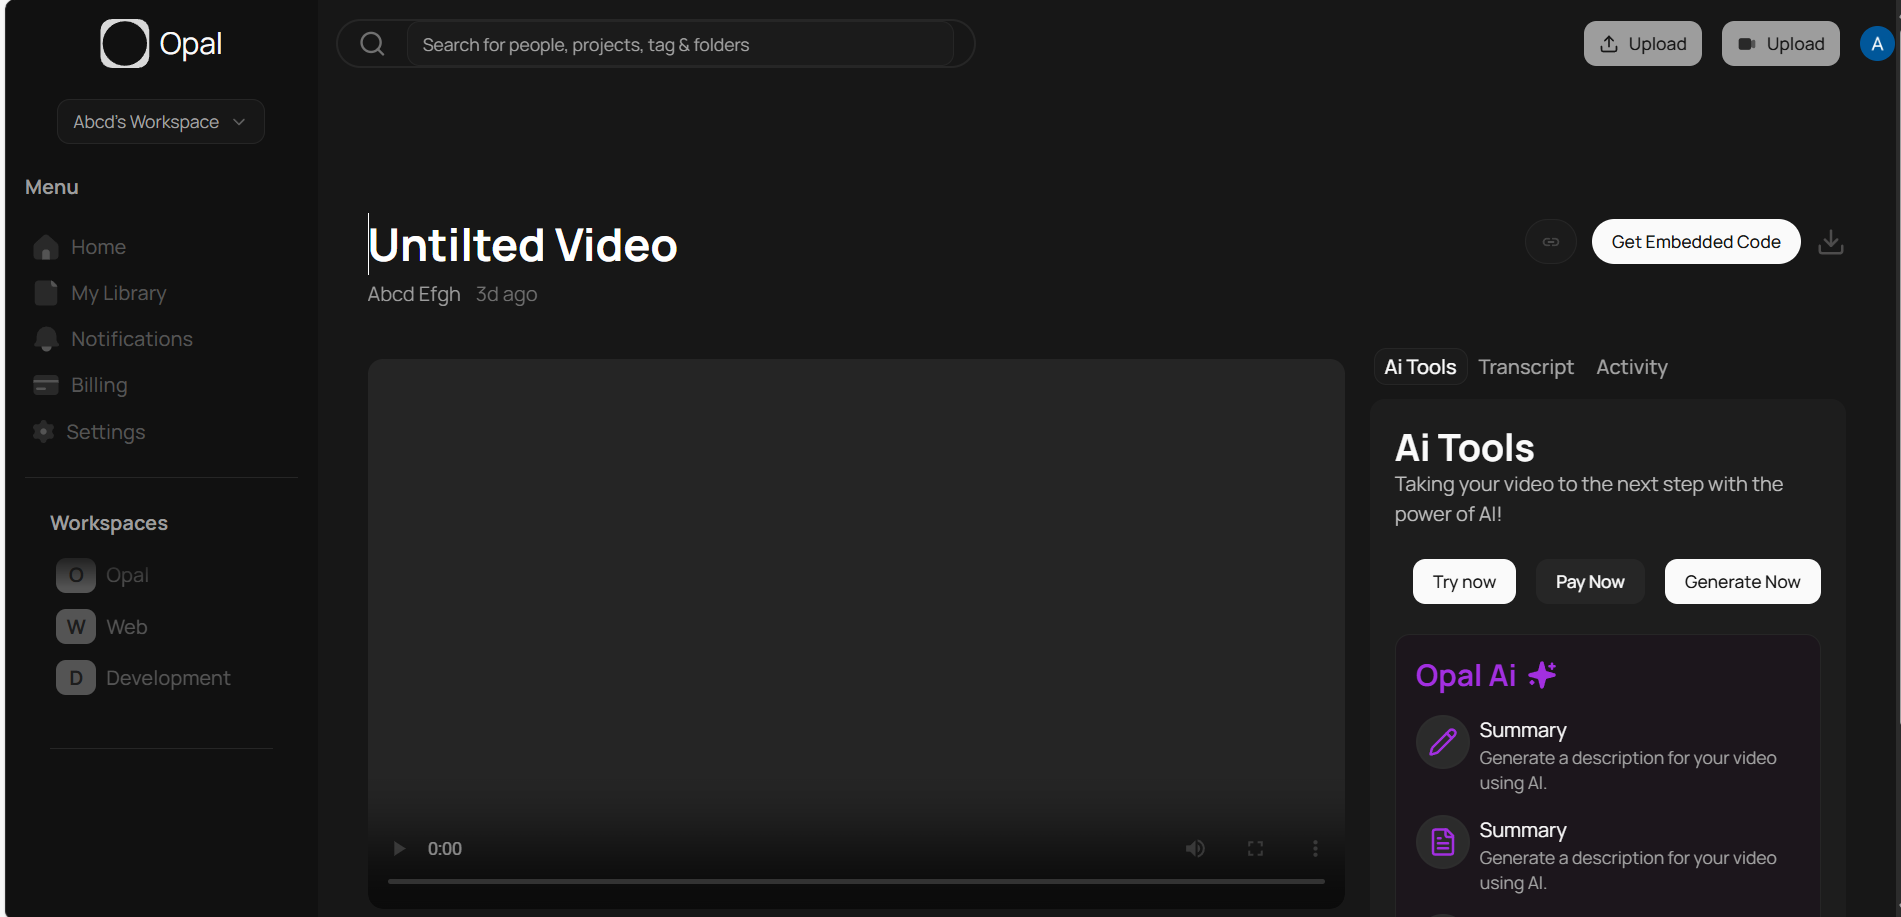 Opal
Search for people, projects, tag & folders
Upload
Upload
A
Abcd's Workspace
Menu
Home
My Library
Notifications
Billing
Settings
Workspaces
O Opal
W Web
D Development
Untilted Video
Abcd Efgh 3d ago
Get Embedded Code
0:00
Ai Tools Transcript Activity
Ai Tools
Taking your video to the next step with the
power of AI!
Try now
Pay Now
Generate Now
Opal Ai
Summary
Generate a description for your video
using AI.
Summary
Generate a description for your video
using AI.